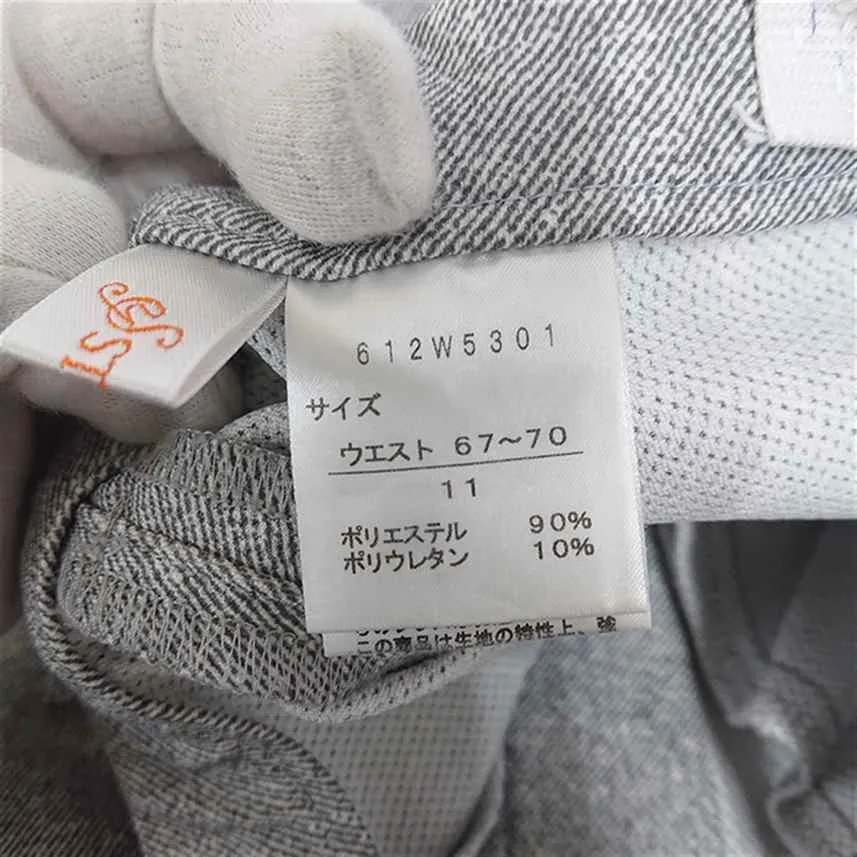 612W5301
サイズ
ウエスト 67〜70
11
ポリエステル 90%
ポリウレタン 10%
この商品は生地の特性上、強